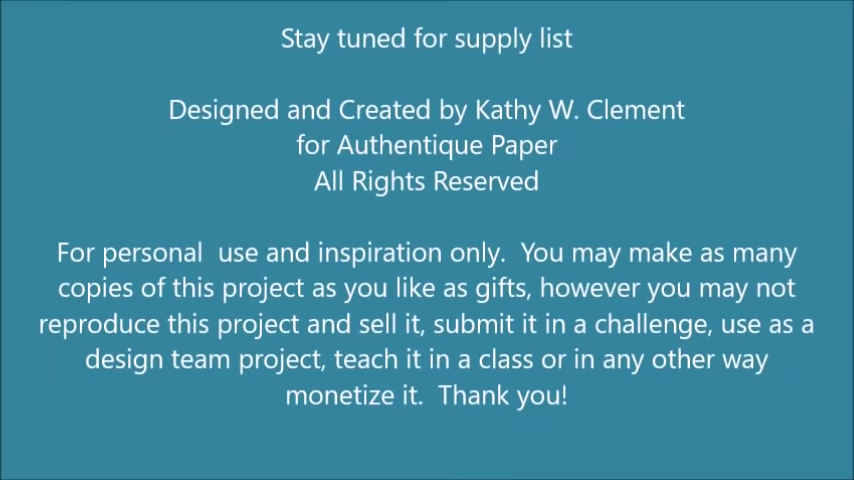 Stay tuned for supply list
Designed and Created by Kathy W. Clement
for Authentique Paper
All Rights Reserved
For personal  use and inspiration only.  You may make as many
copies of this project as you like as gifts, however you may not
reproduce this project and sell it, submit it in a challenge, use as a
design team project, teach it in a class or in any other way
monetize it.  Thank you!